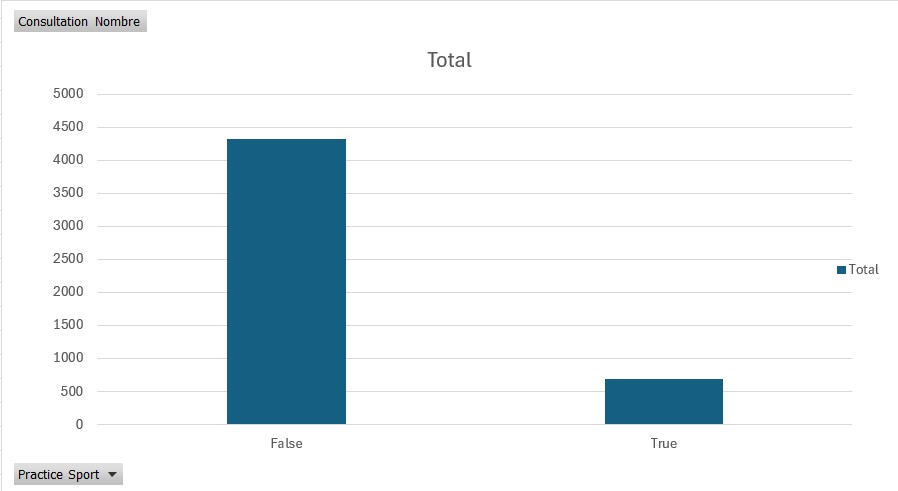 Consultation Nombre
Total
5000
4500
4000
3500
3000
2500
2000
1500
1000
500
0
False
True
Total
Practice Sport